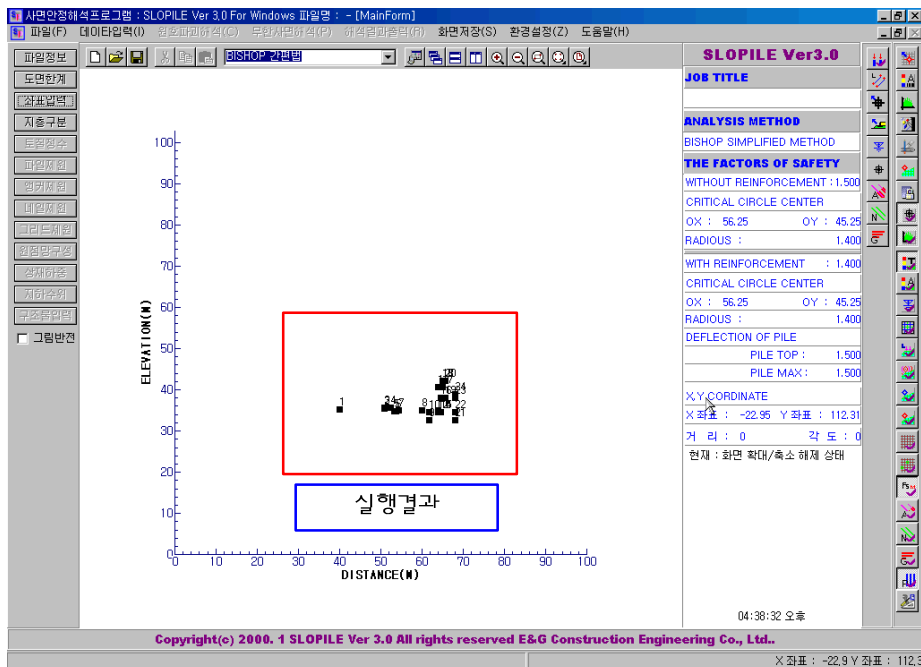 사면안정해석프로그램 : SLOPILE Ver 3,0 For Windows 파일명 : - [MainForm]
파일(F) 데이타입력(I) 원호파괴해석(C) 무한사면해석(P) 해석결과출력(R) 화면저장(S) 환경설정(Z) 도움말(H)
파일정보
도면한계
좌표입력
지층구분
토질정수
파일제원
앵커제원
네일제원
그리드제원
원점망구성
상재하중
지하수위
구조물입력
그림반전
BISHOP 간편법
ELEVATION(M)
100
90
80
70
60
50
40
30
20
10
0
0 10 20 30 40 50 60 70 80 90 100
DISTANCE(M)
1
8
22
21
실행결과
SLOPILE Ver3.0
JOB TITLE
ANALYSIS METHOD
BISHOP SIMPLIFIED METHOD
THE FACTORS OF SAFETY
WITHOUT REINFORCEMENT : 1.500
CRITICAL CIRCLE CENTER
OX : 56.25 OY : 45.25
RADIOUS : 1.400
WITH REINFORCEMENT : 1.400
CRITICAL CIRCLE CENTER
OX : 56.25 OY : 45.25
RADIOUS : 1.400
DEFLECTION OF PILE
PILE TOP : 1.500
PILE MAX : 1.500
X,Y CORDINATE
X 좌표 : -22.95 Y 좌표 : 112.31
거 리 : 0 각 도 : 0
현재 : 화면 확대/축소 해제 상태
04:38:32 오후
Copyright(c) 2000. 1 SLOPILE Ver 3.0 All rights reserved E&G Construction Engineering Co., Ltd..
X 좌표 : -22,9 Y 좌표 : 112,3